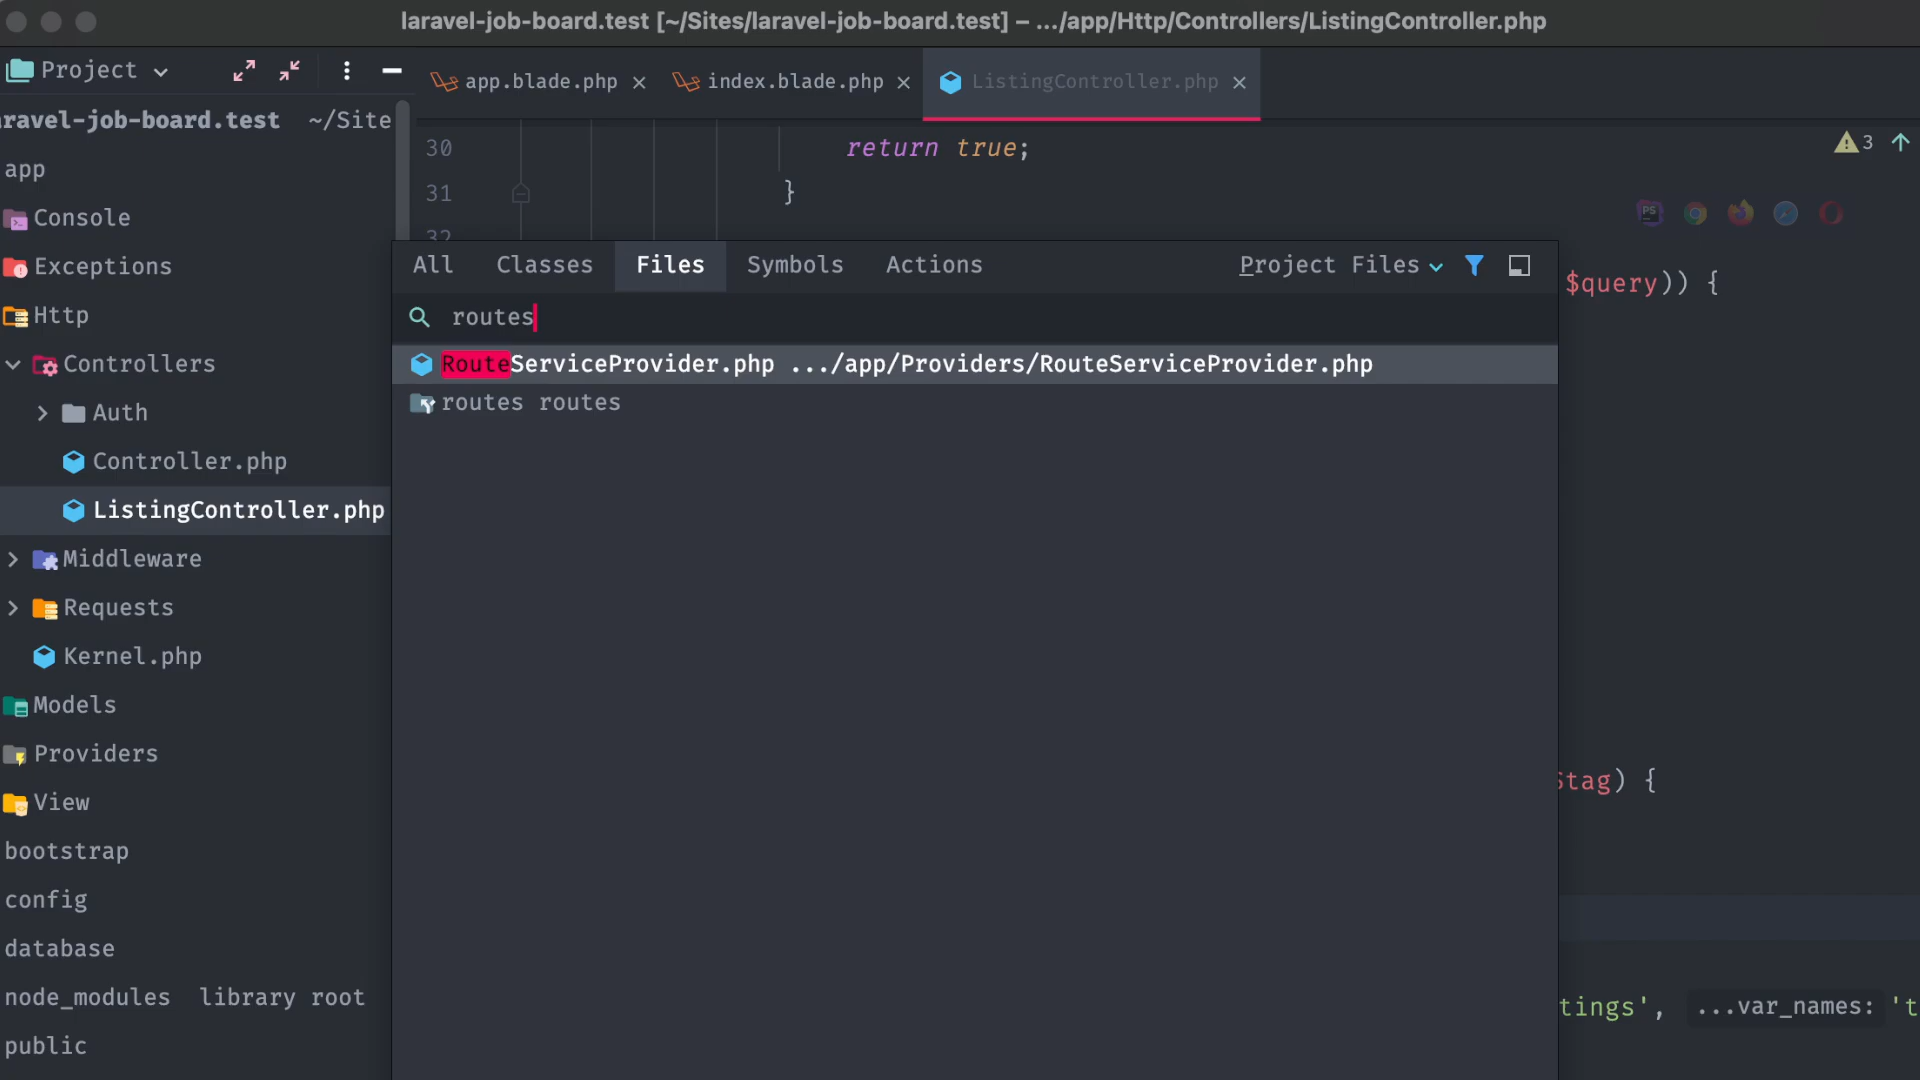 laravel-job-board.test [~/Sites/laravel-job-board.test] – .../app/Http/Controllers/ListingController.php
Project
app.blade.php
index.blade.php
ListingController.php
ravel-job-board.test ~/Site
app
Console
Exceptions
Http
Controllers
Auth
Controller.php
ListingController.php
Middleware
Requests
Kernel.php
Models
Providers
View
bootstrap
config
database
node_modules library root
public
30 return true;
31 }
32
3
PS
All Classes Files Symbols Actions Project Files
routes
RouteServiceProvider.php .../app/Providers/RouteServiceProvider.php
routes routes
$query)) {
$tag) {
tings', ...var_names: 't